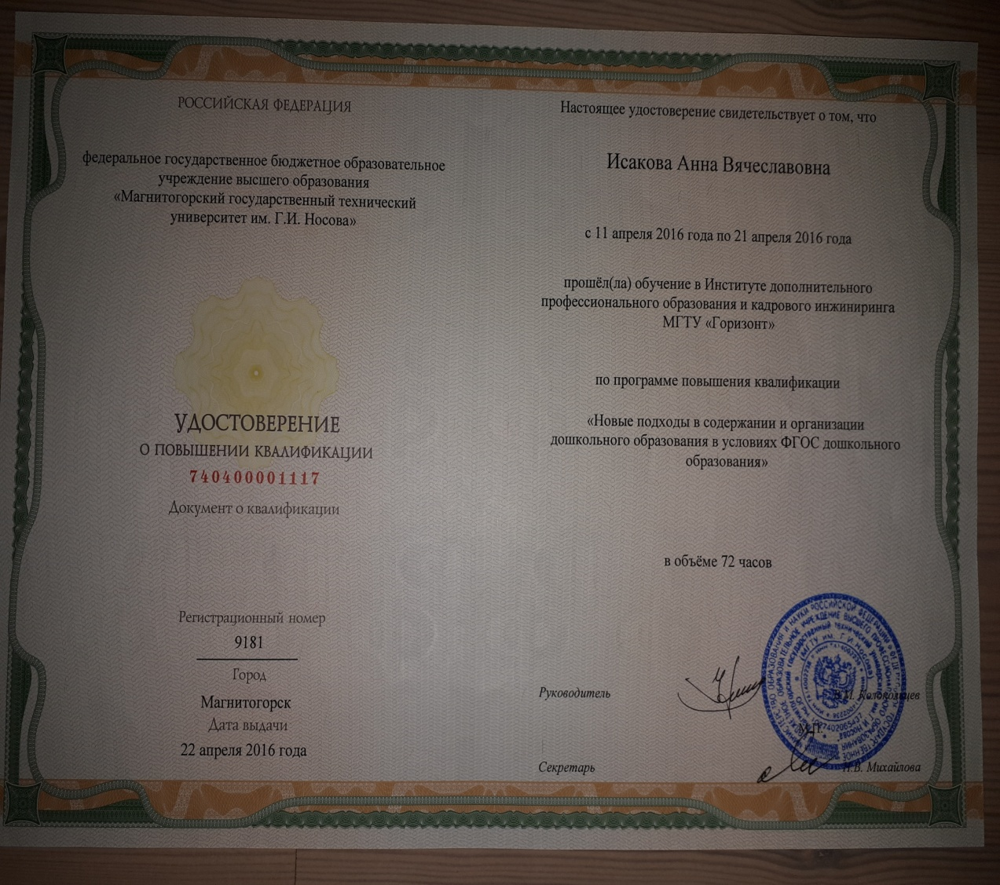 РОССИЙСКАЯ ФЕДЕРАЦИЯ
федеральное государственное бюджетное образовательное
учреждение высшего образования
«Магнитогорский государственный технический
университет им. Г.И. Носова»
УДОСТОВЕРЕНИЕ
О ПОВЫШЕНИИ КВАЛИФИКАЦИИ
740400001117
Документ о квалификации
Регистрационный номер
9181
Город
Магнитогорск
Дата выдачи
22 апреля 2016 года
Настоящее удостоверение свидетельствует о том, что
Исакова Анна Вячеславовна
с 11 апреля 2016 года по 21 апреля 2016 года
прошёл(ла) обучение в Институте дополнительного
профессионального образования и кадрового инжиниринга
МГТУ «Горизонт»
по программе повышения квалификации
«Новые подходы в содержании и организации
дошкольного образования в условиях ФГОС дошкольного
образования»
в объёме 72 часов
Руководитель
В.М. Колокольцев
М.П.
Секретарь
Н.В. Михайлова